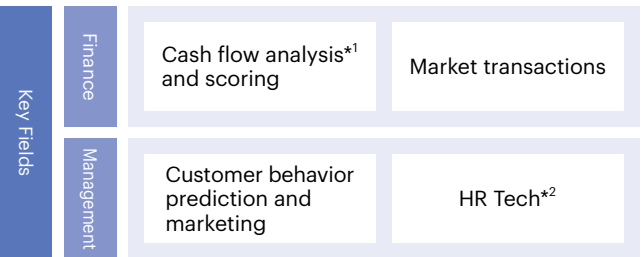 Key Fields
Finance
Cash flow analysis*1
and scoring
Market transactions
Management
Customer behavior
prediction and
marketing
HR Tech*2